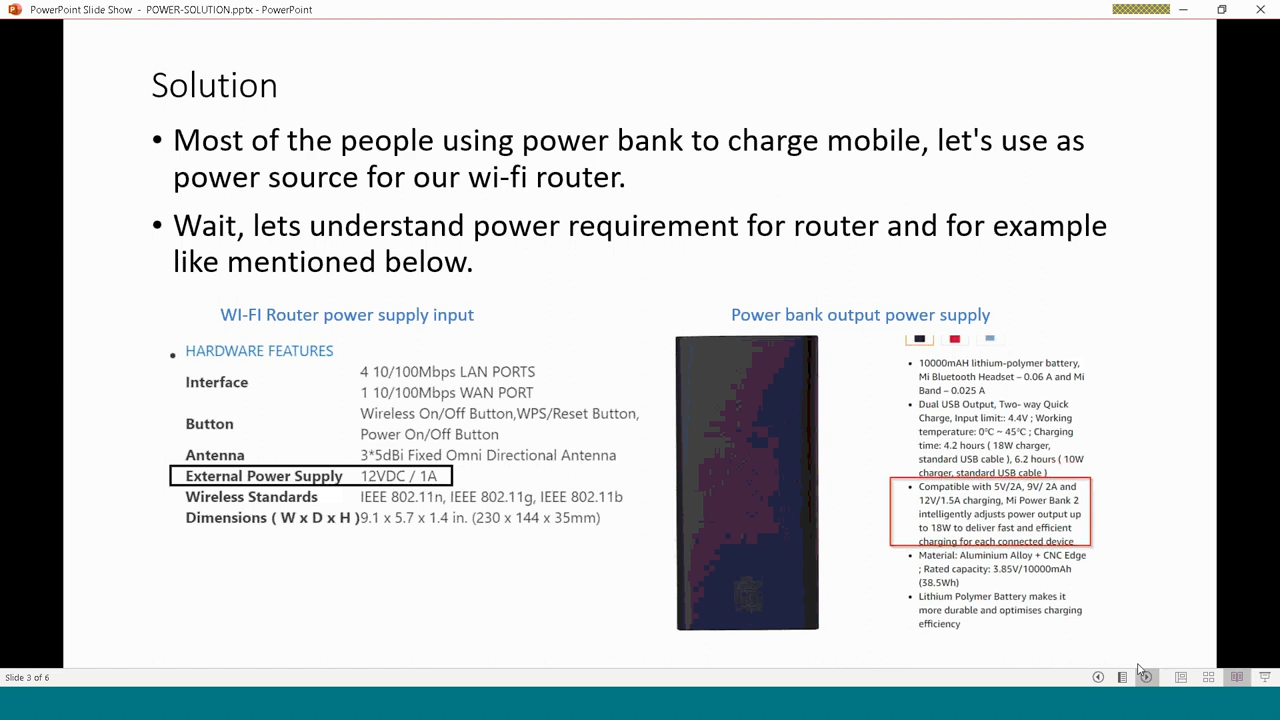 PowerPoint Slide Show - POWER-SOLUTION.pptx - PowerPoint
Solution
• Most of the people using power bank to charge mobile, let's use as
power source for our wi-fi router.
• Wait, lets understand power requirement for router and for example
like mentioned below.
WI-FI Router power supply input
• HARDWARE FEATURES
Interface 4 10/100Mbps LAN PORTS
1 10/100Mbps WAN PORT
Button Wireless On/Off Button,WPS/Reset Button,
Power On/Off Button
Antenna 3*5dBi Fixed Omni Directional Antenna
External Power Supply 12VDC / 1A
Wireless Standards IEEE 802.11n, IEEE 802.11g, IEEE 802.11b
Dimensions ( W x D x H ) 9.1 x 5.7 x 1.4 in. (230 x 144 x 35mm)
Power bank output power supply
• 10000mAH lithium-polymer battery,
Mi Bluetooth Headset – 0.06 A and Mi
Band – 0.025 A
• Dual USB Output, Two- way Quick
Charge, Input limit:: 4.4V ; Working
temperature: 0°C ~ 45°C ; Charging
time: 4.2 hours ( 18W charger,
standard USB cable ), 6.2 hours ( 10W
charger, standard USB cable )
• Compatible with 5V/2A, 9V/ 2A and
12V/1.5A charging, Mi Power Bank 2
intelligently adjusts power output up
to 18W to deliver fast and efficient
charging for each connected device
• Material: Aluminium Alloy + CNC Edge
; Rated capacity: 3.85V/10000mAh
(38.5Wh)
• Lithium Polymer Battery makes it
more durable and optimises charging
efficiency
Slide 3 of 6